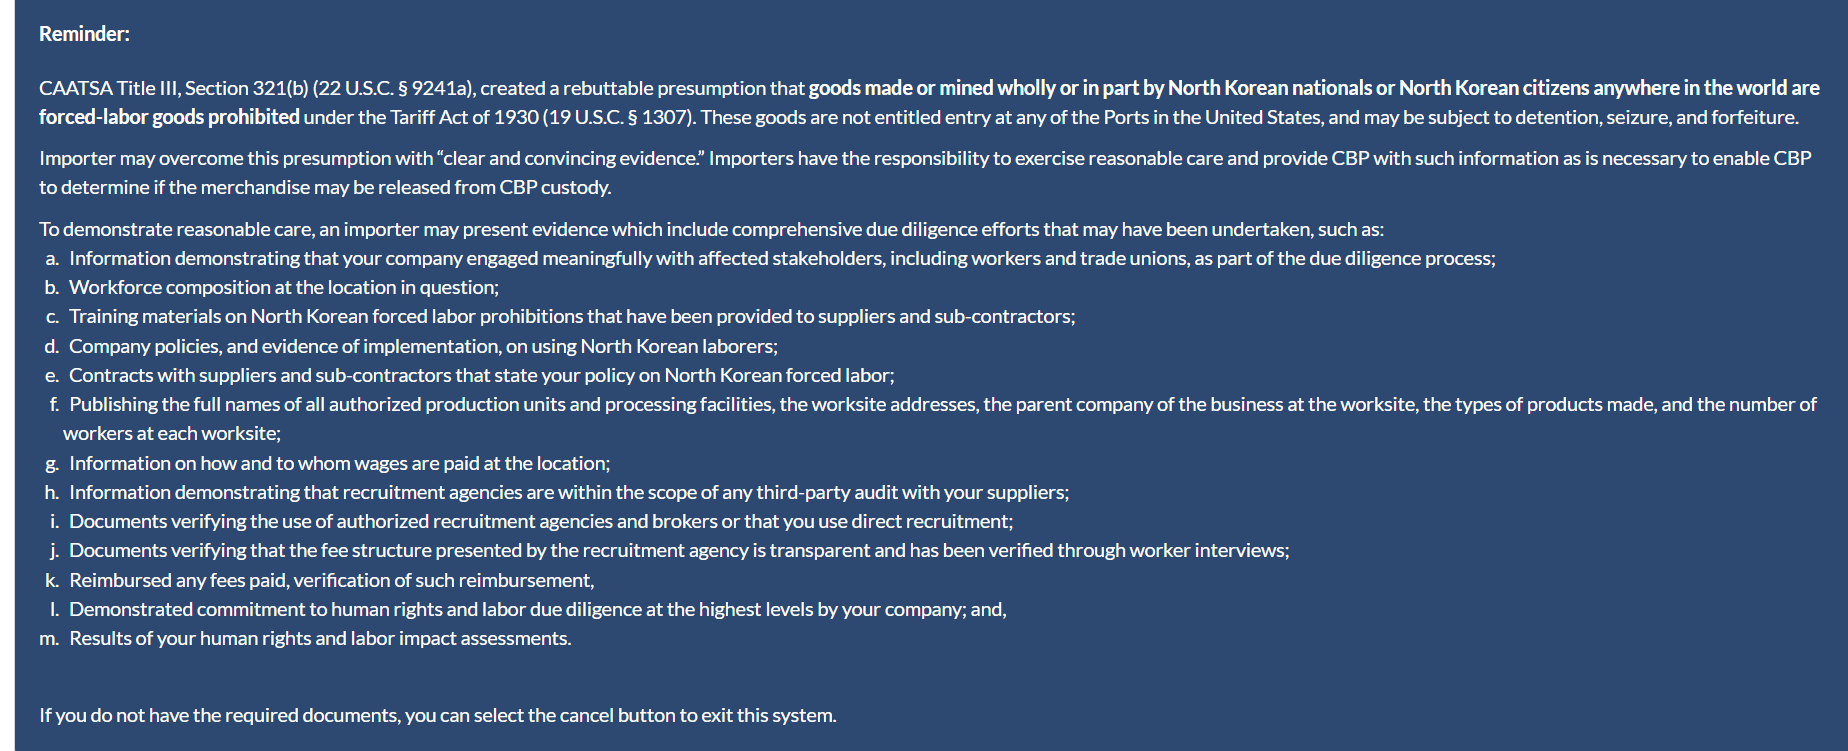 Reminder:
CAATSA Title III, Section 321(b) (22 U.S.C. § 9241a), created a rebuttable presumption that goods made or mined wholly or in part by North Korean nationals or North Korean citizens anywhere in the world are
forced-labor goods prohibited under the Tariff Act of 1930 (19 U.S.C. § 1307). These goods are not entitled entry at any of the Ports in the United States, and may be subject to detention, seizure, and forfeiture.
Importer may overcome this presumption with “clear and convincing evidence.” Importers have the responsibility to exercise reasonable care and provide CBP with such information as is necessary to enable CBP
to determine if the merchandise may be released from CBP custody.
To demonstrate reasonable care, an importer may present evidence which include comprehensive due diligence efforts that may have been undertaken, such as:
a. Information demonstrating that your company engaged meaningfully with affected stakeholders, including workers and trade unions, as part of the due diligence process;
b. Workforce composition at the location in question;
c. Training materials on North Korean forced labor prohibitions that have been provided to suppliers and sub-contractors;
d. Company policies, and evidence of implementation, on using North Korean laborers;
e. Contracts with suppliers and sub-contractors that state your policy on North Korean forced labor;
f. Publishing the full names of all authorized production units and processing facilities, the worksite addresses, the parent company of the business at the worksite, the types of products made, and the number of
workers at each worksite;
g. Information on how and to whom wages are paid at the location;
h. Information demonstrating that recruitment agencies are within the scope of any third-party audit with your suppliers;
i. Documents verifying the use of authorized recruitment agencies and brokers or that you use direct recruitment;
j. Documents verifying that the fee structure presented by the recruitment agency is transparent and has been verified through worker interviews;
k. Reimbursed any fees paid, verification of such reimbursement,
l. Demonstrated commitment to human rights and labor due diligence at the highest levels by your company; and,
m. Results of your human rights and labor impact assessments.
If you do not have the required documents, you can select the cancel button to exit this system.